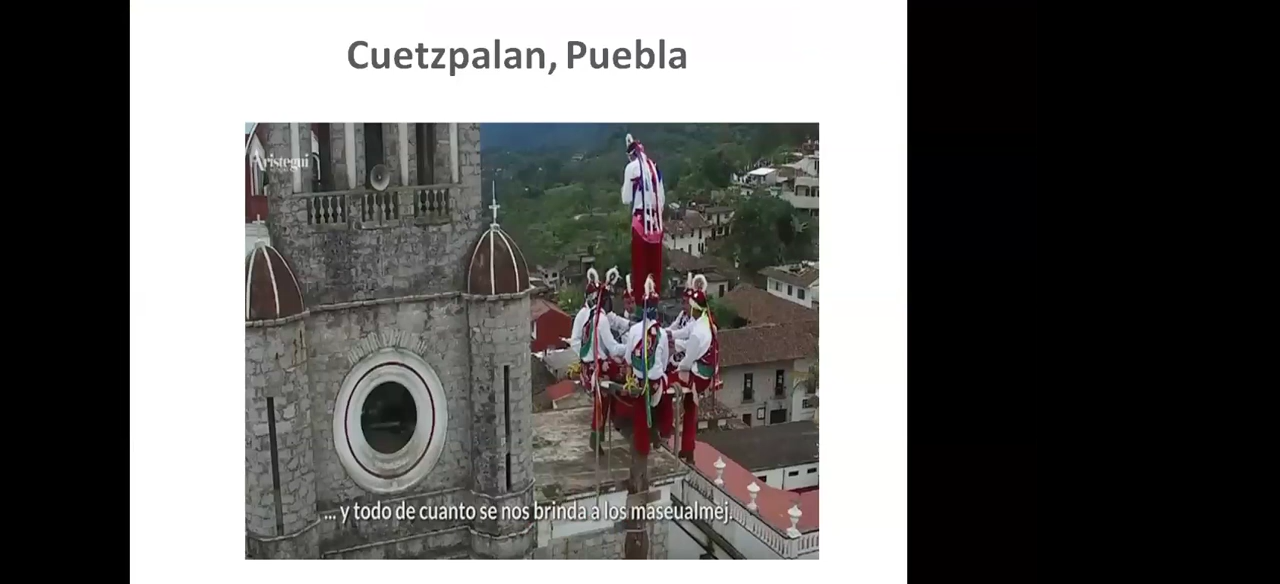 Cuetzpalan, Puebla
Aristegui
... y todo de cuanto se nos brinda a los maseualmej...